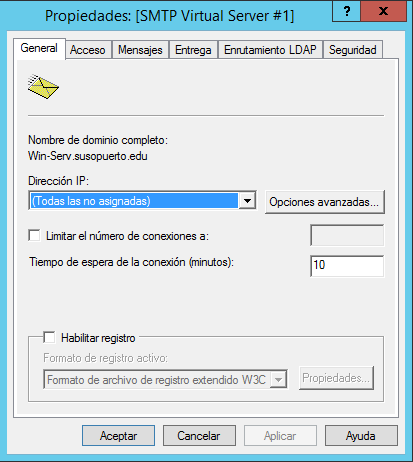 Propiedades: [SMTP Virtual Server #1]
?
x
General
Acceso
Mensajes
Entrega
Enrutamiento LDAP
Seguridad
Nombre de dominio completo:
Win-Serv.susopuerto.edu
Dirección IP:
(Todas las no asignadas)
Opciones avanzadas...
Limitar el número de conexiones a:
Tiempo de espera de la conexión (minutos):
10
Habilitar registro
Formato de registro activo:
Formato de archivo de registro extendido W3C
Propiedades...
Aceptar
Cancelar
Aplicar
Ayuda